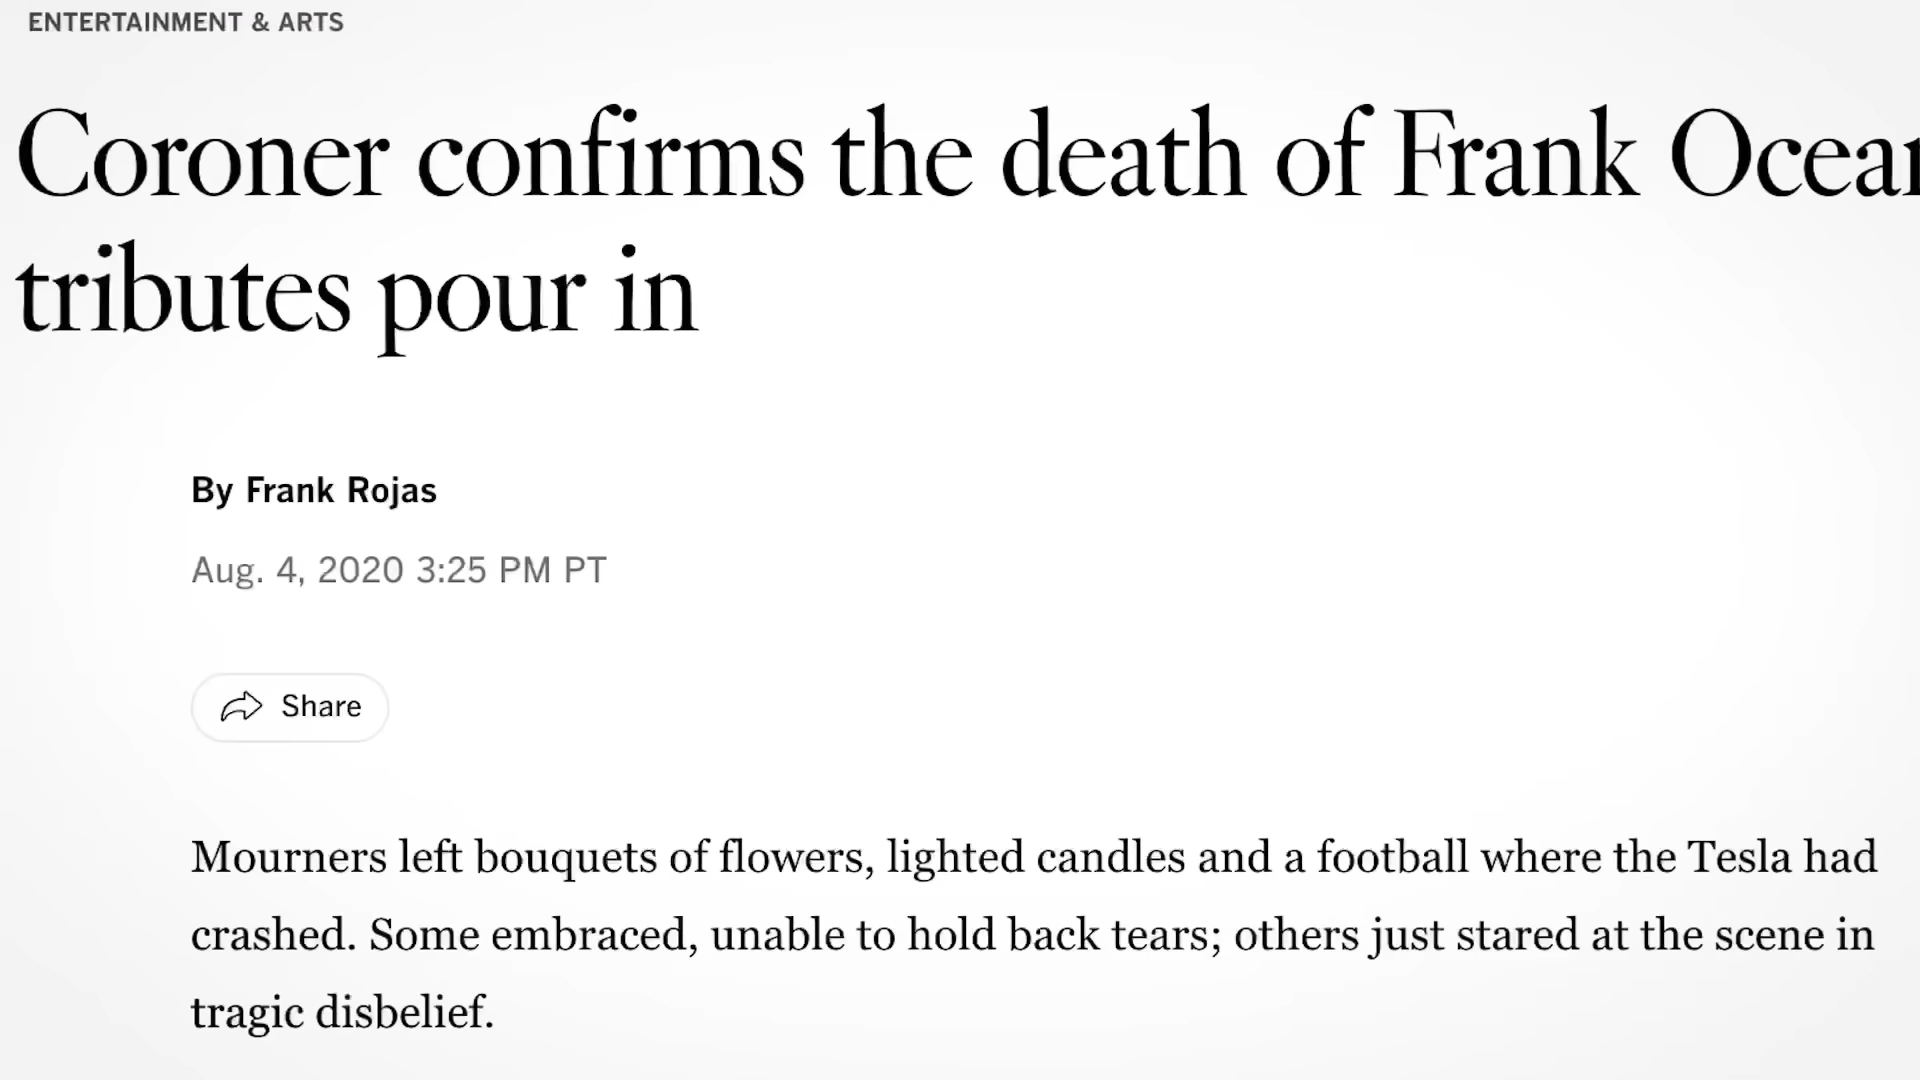 ENTERTAINMENT & ARTS
Coroner confirms the death of Frank Ocean
tributes pour in
By Frank Rojas
Aug. 4, 2020 3:25 PM PT
Share
Mourners left bouquets of flowers, lighted candles and a football where the Tesla had
crashed. Some embraced, unable to hold back tears; others just stared at the scene in
tragic disbelief.